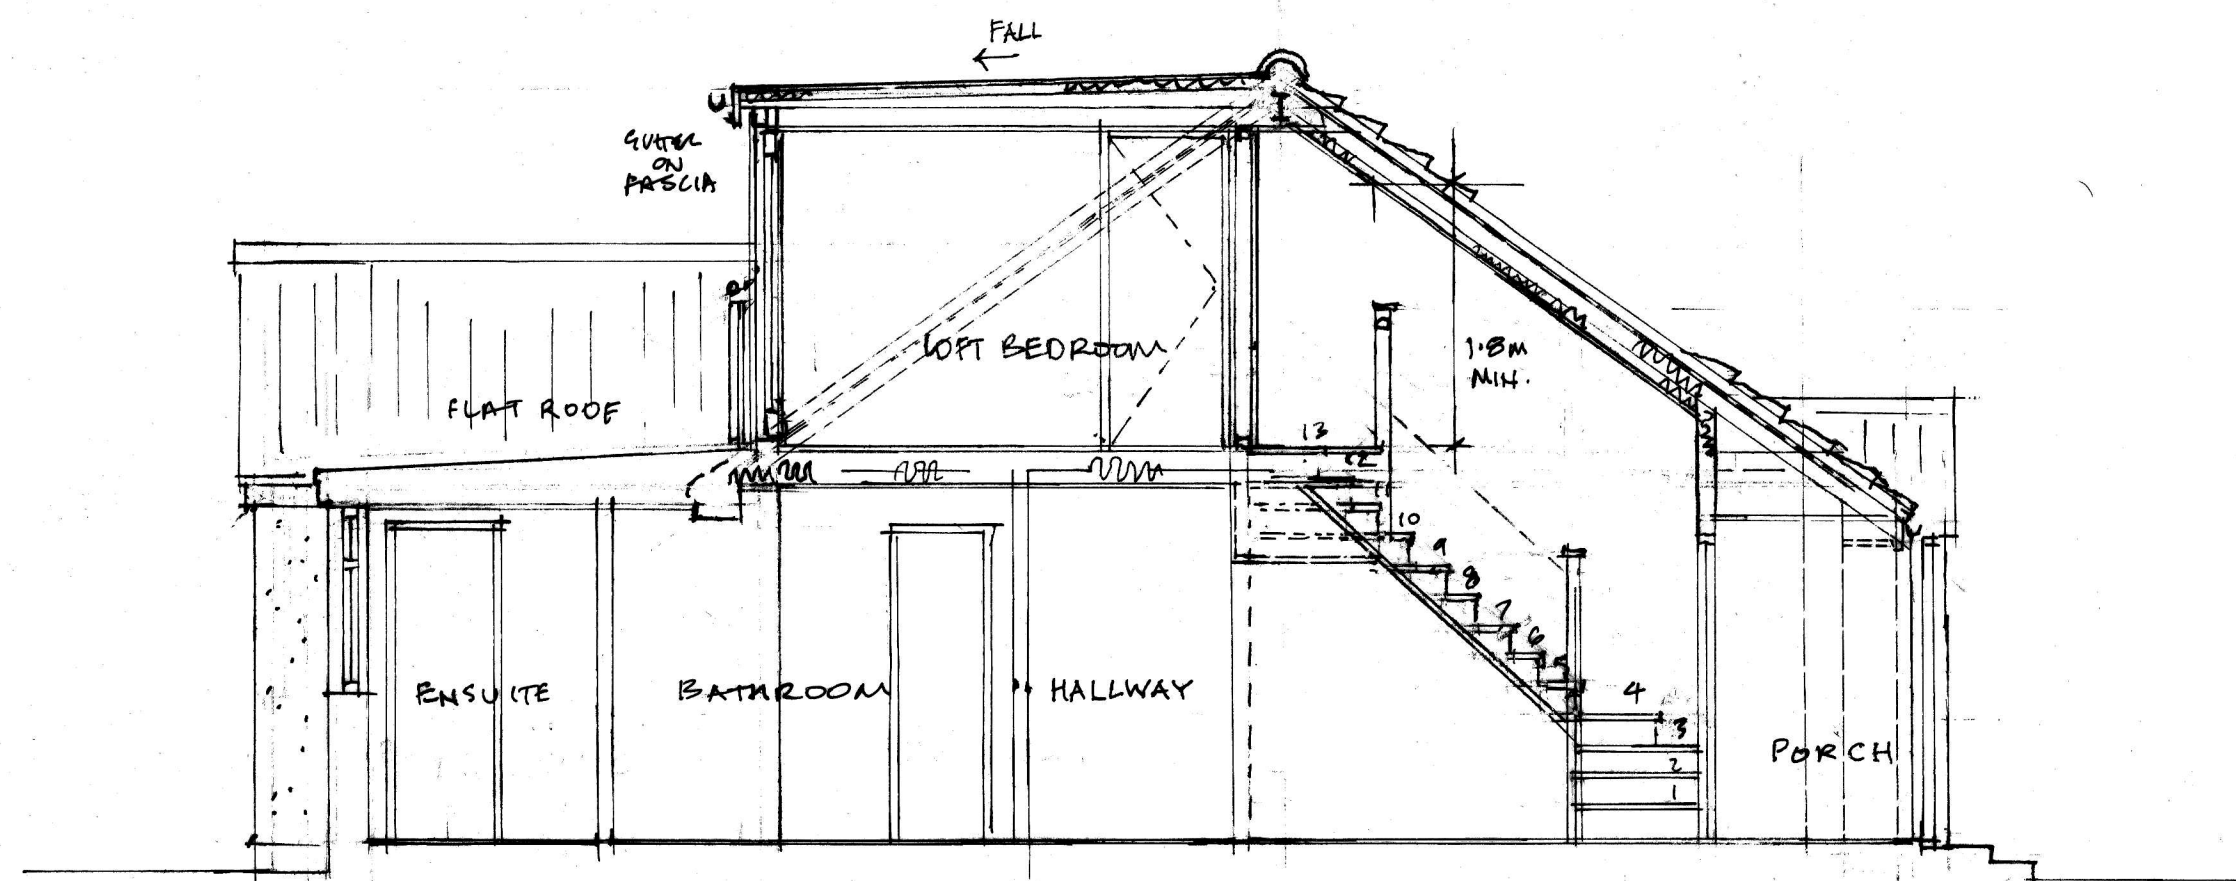 FALL
GUTTER
ON
FASCIA
LOFT BEDROOM
1.8M
MIN.
FLAT ROOF
13
12
11
10
9
8
7
6
5
4
3
2
1
ENSUITE
BATHROOM
HALLWAY
PORCH